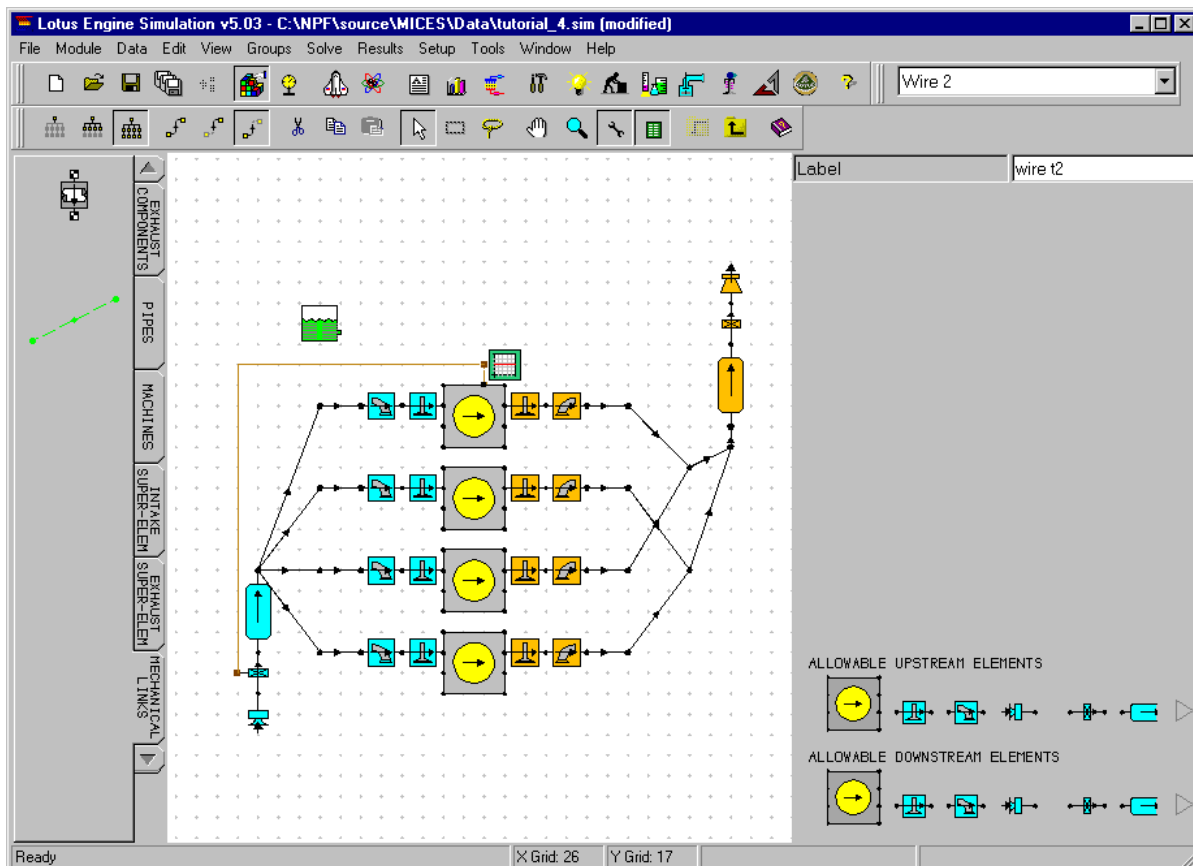 Lotus Engine Simulation v5.03 - C:\NPF\source\MICES\Data\tutorial_4.sim (modified)
File Module Data Edit View Groups Solve Results Setup Tools Window Help
Wire 2
EXHAUST
COMPONENTS
PIPES
MACHINES
INTAKE
SUPER-ELEM
EXHAUST
SUPER-ELEM
MECHANICAL
LINKS
Label wire t2
ALLOWABLE UPSTREAM ELEMENTS
ALLOWABLE DOWNSTREAM ELEMENTS
Ready X Grid: 26 Y Grid: 17